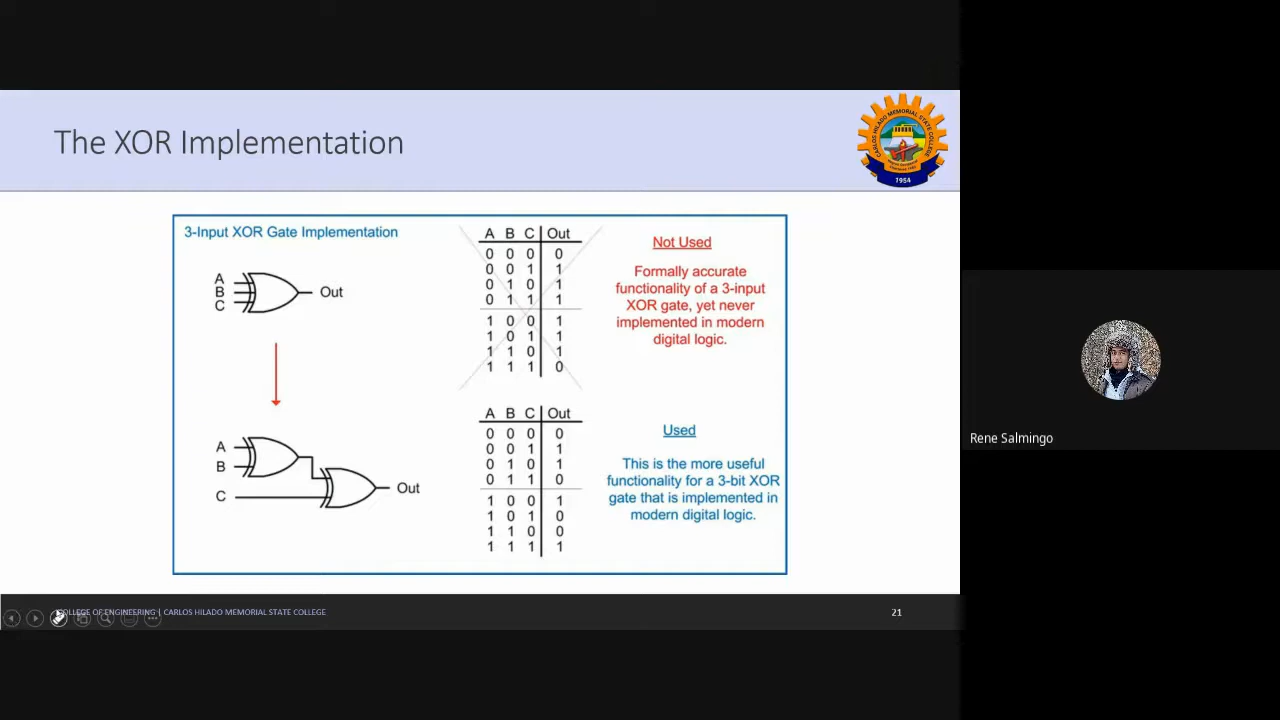 The XOR Implementation
CARLOS HILADO MEMORIAL STATE COLLEGE
1954
3-Input XOR Gate Implementation
A
B
C
Out
A B C Out
0 0 0 0
0 0 1 1
0 1 0 1
0 1 1 1
1 0 0 1
1 0 1 1
1 1 0 1
1 1 1 0
Not Used
Formally accurate
functionality of a 3-input
XOR gate, yet never
implemented in modern
digital logic.
A
B
C
Out
A B C Out
0 0 0 0
0 0 1 1
0 1 0 1
0 1 1 0
1 0 0 1
1 0 1 0
1 1 0 0
1 1 1 1
Used
This is the more useful
functionality for a 3-bit XOR
gate that is implemented in
modern digital logic.
COLLEGE OF ENGINEERING | CARLOS HILADO MEMORIAL STATE COLLEGE
21
Rene Salmingo